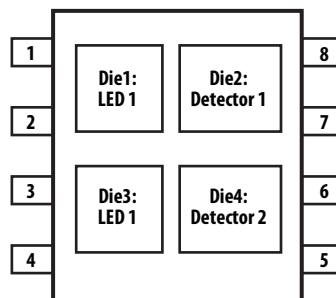 1
8
Die1:
LED 1
Die2:
Detector 1
2
7
3
6
Die3:
LED 1
Die4:
Detector 2
4
5